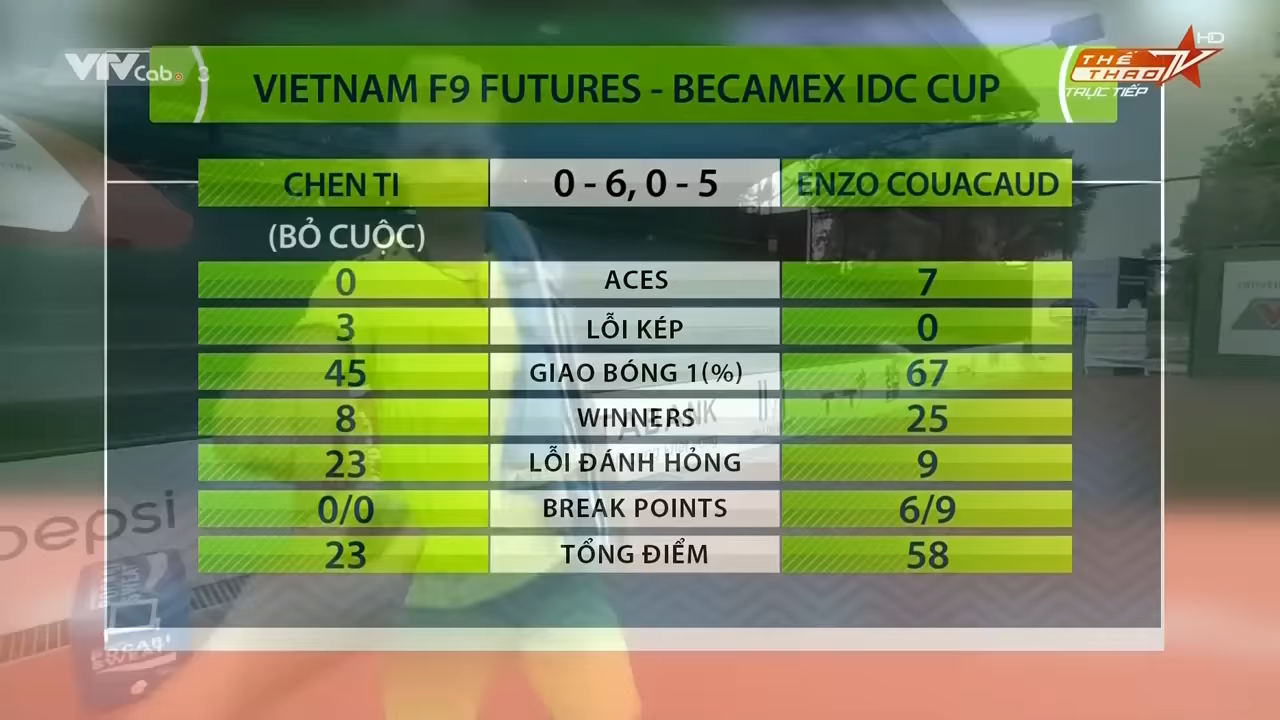 VTVCab 3
VIETNAM F9 FUTURES - BECAMEX IDC CUP
THỂ THAO TV HD
TRỰC TIẾP
CHEN TI 0 - 6, 0 - 5 ENZO COUACAUD
(BỎ CUỘC)
0 ACES 7
3 LỖI KÉP 0
45 GIAO BÓNG 1(%) 67
8 WINNERS 25
23 LỖI ĐÁNH HỎNG 9
0/0 BREAK POINTS 6/9
23 TỔNG ĐIỂM 58
pepsi